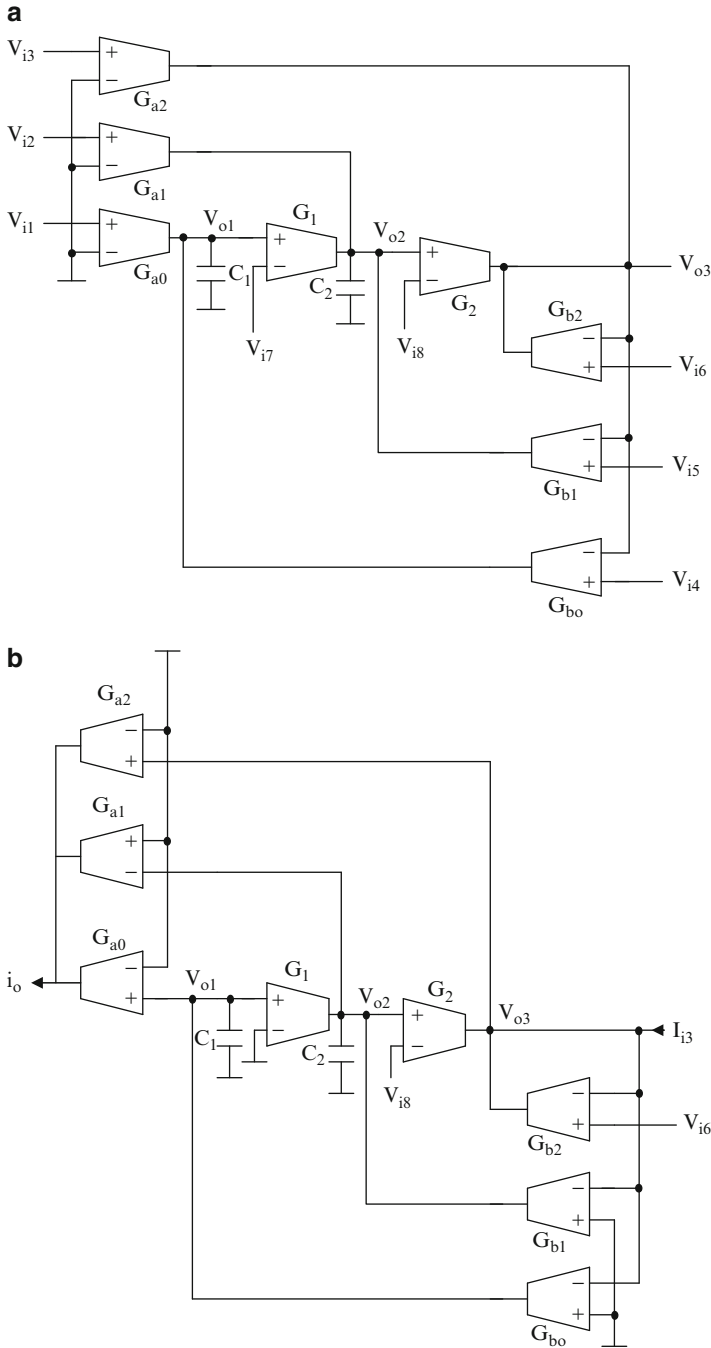 a
V_i3
+
−
G_a2
V_i2
+
−
G_a1
V_i1
+
−
G_a0
V_o1
C_1
G_1
+
−
V_i7
C_2
V_o2
+
−
G_2
V_i8
V_o3
G_b2
−
+
V_i6
−
+
G_b1
V_i5
−
+
G_bo
V_i4
b
G_a2
−
+
G_a1
+
−
G_a0
−
+
i_o
V_o1
C_1
G_1
+
−
C_2
V_o2
G_2
+
−
V_i8
V_o3
I_i3
−
+
G_b2
V_i6
−
+
G_b1
−
+
G_bo